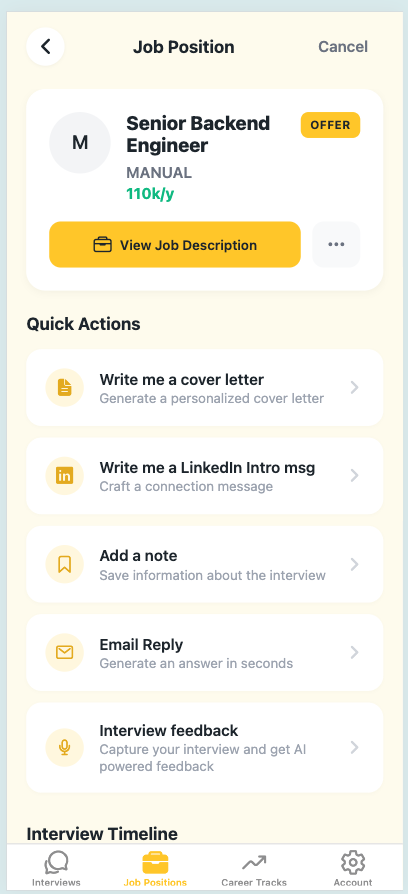 Job Position
Cancel
M
Senior Backend
Engineer
OFFER
MANUAL
110k/y
View Job Description
Quick Actions
Write me a cover letter
Generate a personalized cover letter
in
Write me a LinkedIn Intro msg
Craft a connection message
Add a note
Save information about the interview
Email Reply
Generate an answer in seconds
Interview feedback
Capture your interview and get AI
powered feedback
Interview Timeline
Interviews
Job Positions
Career Tracks
Account